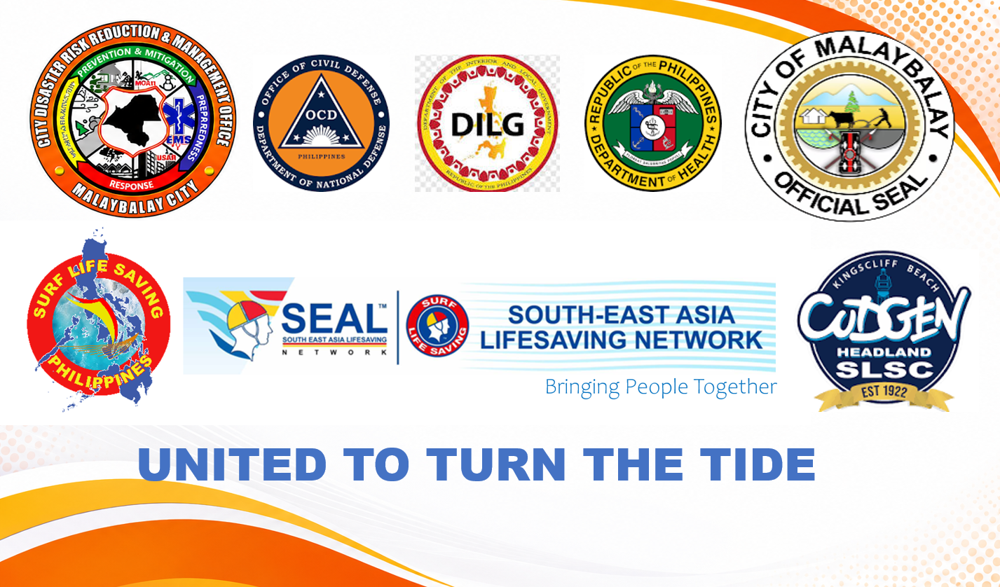 CITY DISASTER RISK REDUCTION & MANAGEMENT OFFICE
PREVENTION & MITIGATION
MOATI
PREPAREDNESS
EMS
USAR
RESPONSE
MALAYBALAY CITY
OFFICE OF CIVIL DEFENSE
OCD
PHILIPPINES
DEPARTMENT OF NATIONAL DEFENSE
DEPARTMENT OF THE INTERIOR AND LOCAL GOVERNMENT
DILG
REPUBLIC OF THE PHILIPPINES
REPUBLIC OF THE PHILIPPINES
DEPARTMENT OF HEALTH
CITY OF MALAYBALAY
OFFICIAL SEAL
SURF LIFE SAVING
PHILIPPINES
SEAL™
SOUTH EAST ASIA LIFESAVING
NETWORK
SURF
LIFE SAVING
SOUTH-EAST ASIA
LIFESAVING NETWORK
Bringing People Together
KINGSCLIFF BEACH
CUDGEN
HEADLAND
SLSC
EST 1922
UNITED TO TURN THE TIDE